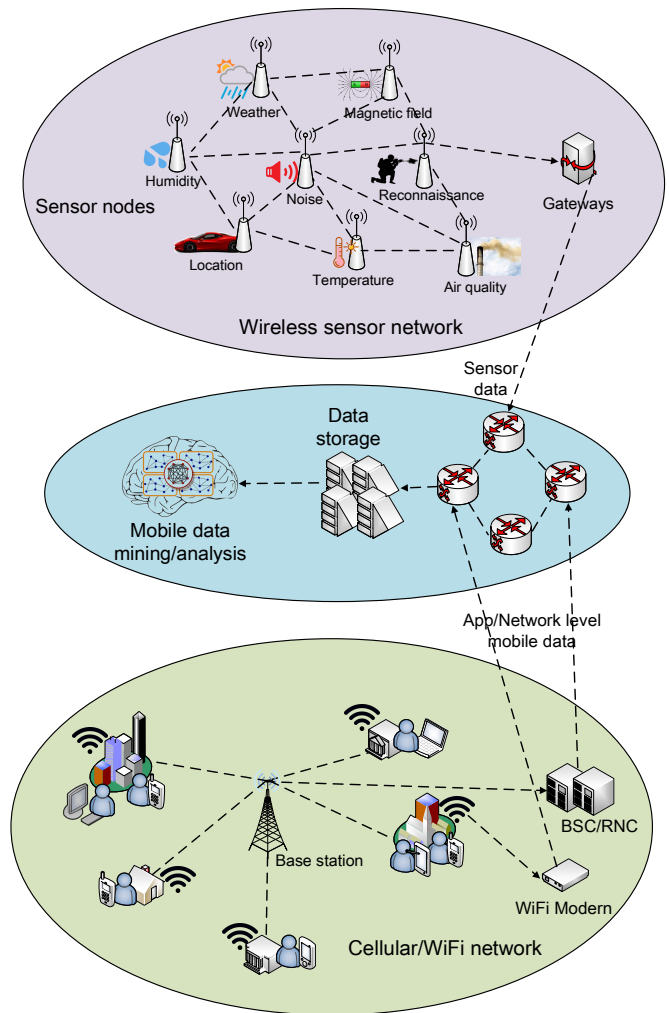 Weather
Magnetic field
Humidity
Noise
Reconnaissance
Gateways
Sensor nodes
Location
Temperature
Air quality
Wireless sensor network
Sensor
data
Data
storage
Mobile data
mining/analysis
App/Network level
mobile data
BSC/RNC
Base station
WiFi Modern
Cellular/WiFi network